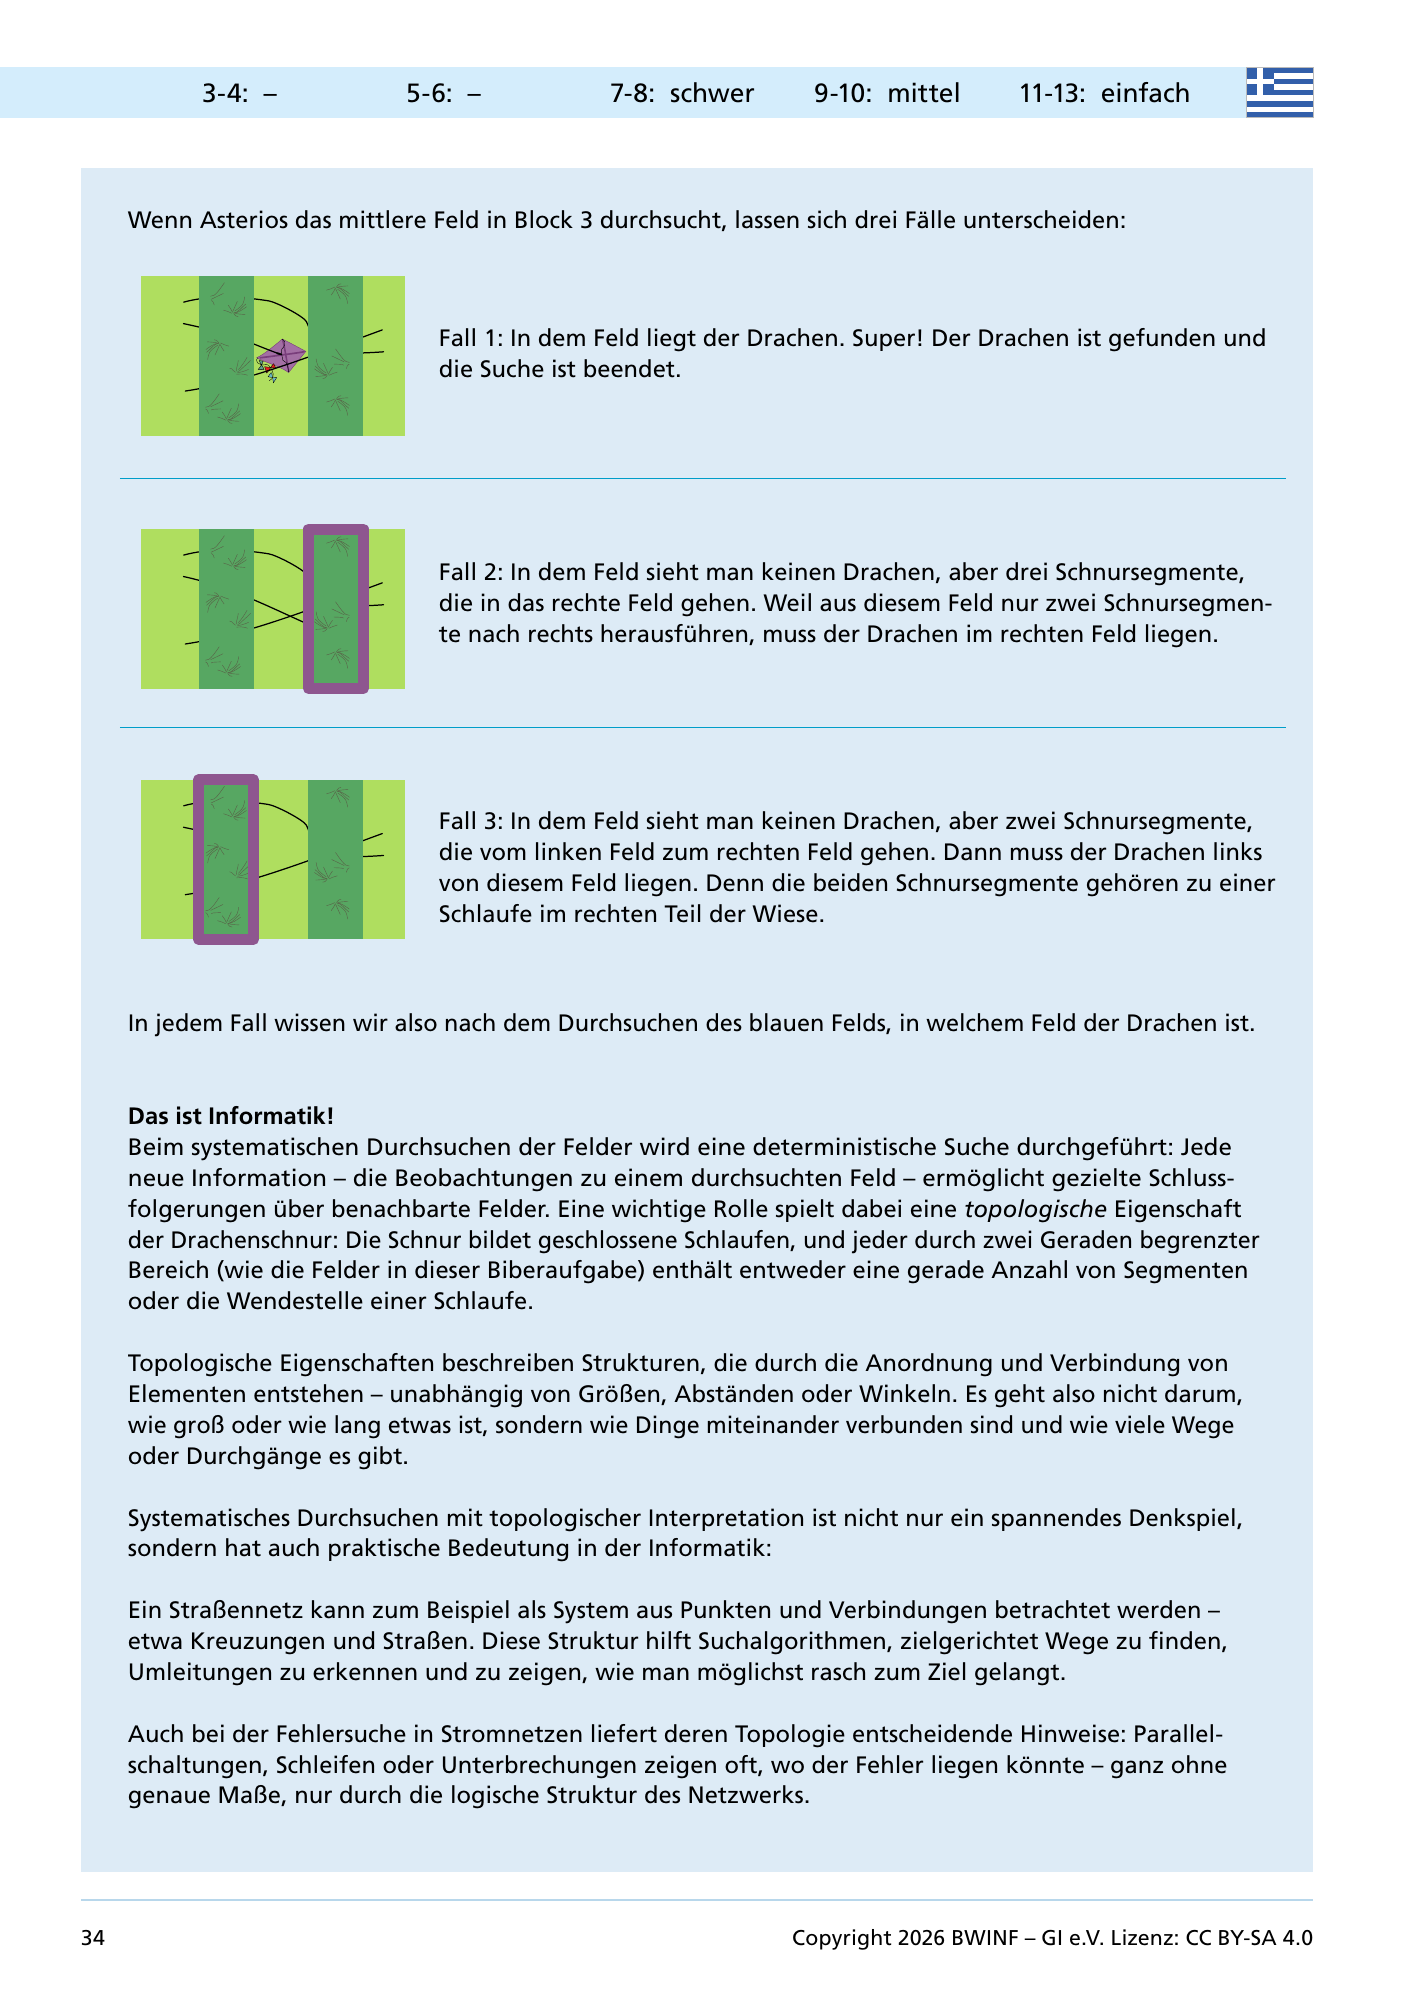 3-4: – 5-6: – 7-8: schwer 9-10: mittel 11-13: einfach
Wenn Asterios das mittlere Feld in Block 3 durchsucht, lassen sich drei Fälle unterscheiden:
Fall 1: In dem Feld liegt der Drachen. Super! Der Drachen ist gefunden und
die Suche ist beendet.
Fall 2: In dem Feld sieht man keinen Drachen, aber drei Schnursegmente,
die in das rechte Feld gehen. Weil aus diesem Feld nur zwei Schnursegmen-
te nach rechts herausführen, muss der Drachen im rechten Feld liegen.
Fall 3: In dem Feld sieht man keinen Drachen, aber zwei Schnursegmente,
die vom linken Feld zum rechten Feld gehen. Dann muss der Drachen links
von diesem Feld liegen. Denn die beiden Schnursegmente gehören zu einer
Schlaufe im rechten Teil der Wiese.
In jedem Fall wissen wir also nach dem Durchsuchen des blauen Felds, in welchem Feld der Drachen ist.
Das ist Informatik!
Beim systematischen Durchsuchen der Felder wird eine deterministische Suche durchgeführt: Jede
neue Information – die Beobachtungen zu einem durchsuchten Feld – ermöglicht gezielte Schluss-
folgerungen über benachbarte Felder. Eine wichtige Rolle spielt dabei eine topologische Eigenschaft
der Drachenschnur: Die Schnur bildet geschlossene Schlaufen, und jeder durch zwei Geraden begrenzter
Bereich (wie die Felder in dieser Biberaufgabe) enthält entweder eine gerade Anzahl von Segmenten
oder die Wendestelle einer Schlaufe.
Topologische Eigenschaften beschreiben Strukturen, die durch die Anordnung und Verbindung von
Elementen entstehen – unabhängig von Größen, Abständen oder Winkeln. Es geht also nicht darum,
wie groß oder wie lang etwas ist, sondern wie Dinge miteinander verbunden sind und wie viele Wege
oder Durchgänge es gibt.
Systematisches Durchsuchen mit topologischer Interpretation ist nicht nur ein spannendes Denkspiel,
sondern hat auch praktische Bedeutung in der Informatik:
Ein Straßennetz kann zum Beispiel als System aus Punkten und Verbindungen betrachtet werden –
etwa Kreuzungen und Straßen. Diese Struktur hilft Suchalgorithmen, zielgerichtet Wege zu finden,
Umleitungen zu erkennen und zu zeigen, wie man möglichst rasch zum Ziel gelangt.
Auch bei der Fehlersuche in Stromnetzen liefert deren Topologie entscheidende Hinweise: Parallel-
schaltungen, Schleifen oder Unterbrechungen zeigen oft, wo der Fehler liegen könnte – ganz ohne
genaue Maße, nur durch die logische Struktur des Netzwerks.
34 Copyright 2026 BWINF – GI e.V. Lizenz: CC BY-SA 4.0